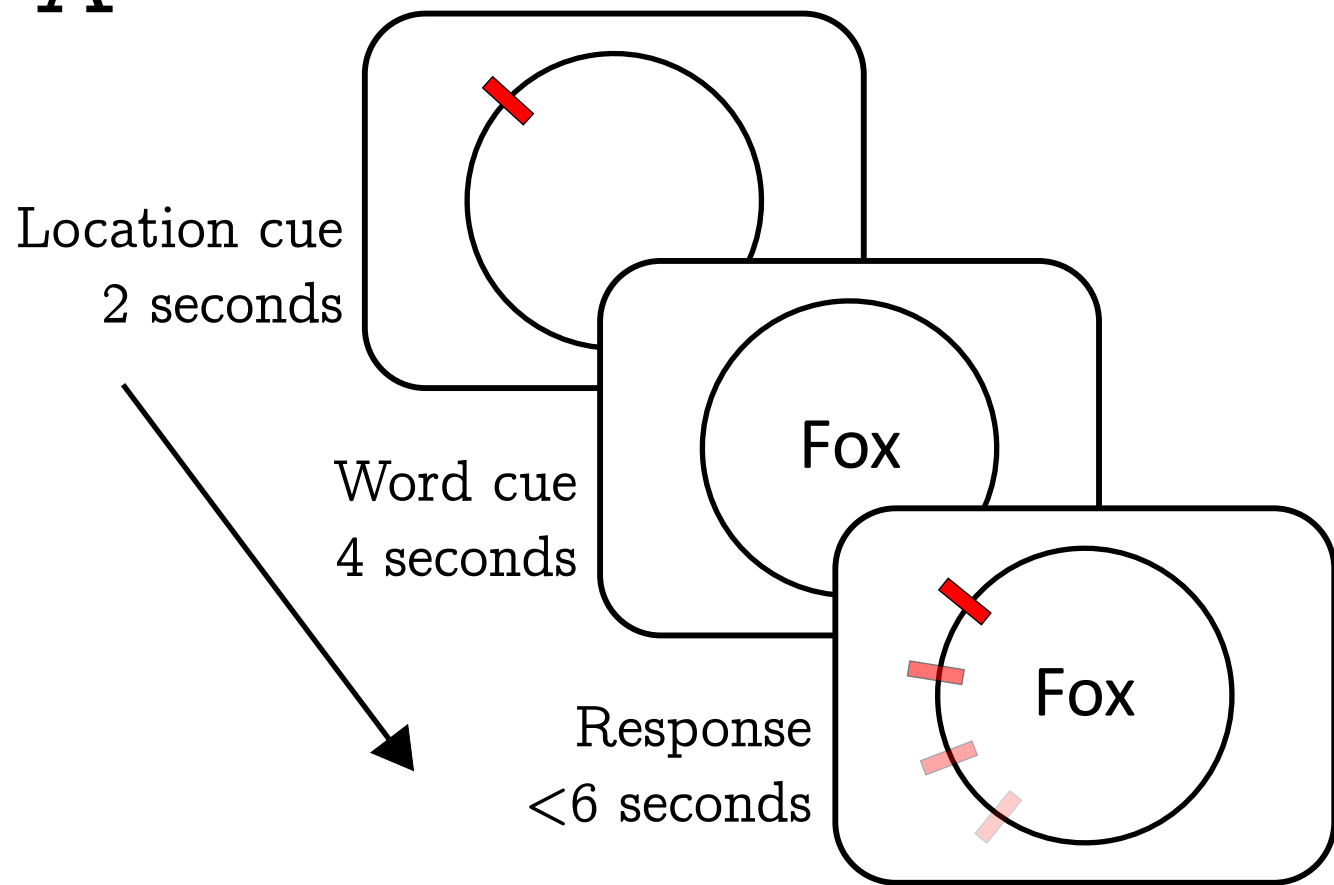 Location cue
2 seconds
Word cue
4 seconds
Fox
Response
<6 seconds
Fox